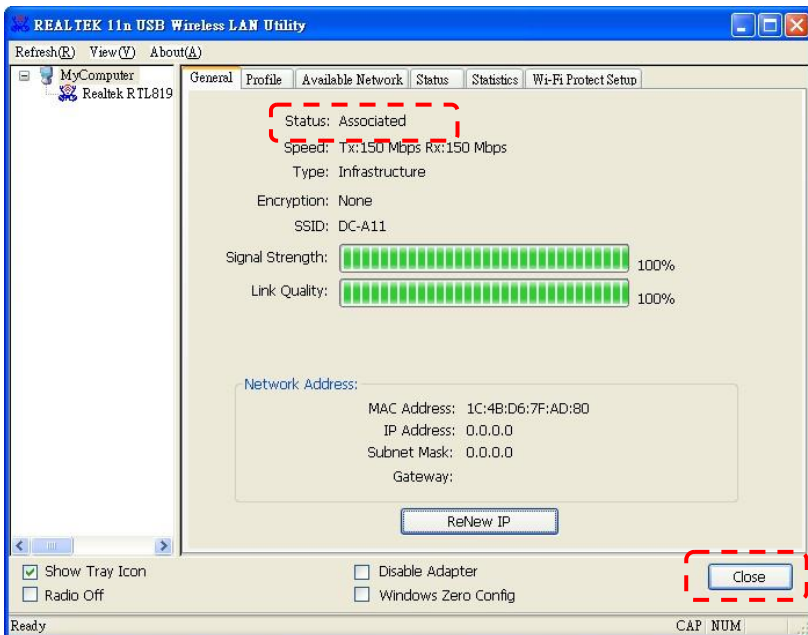 REALTEK 11n USB Wireless LAN Utility
Refresh(R) View(V) About(A)
MyComputer
Realtek RTL819
General Profile Available Network Status Statistics Wi-Fi Protect Setup
Status: Associated
Speed: Tx:150 Mbps Rx:150 Mbps
Type: Infrastructure
Encryption: None
SSID: DC-A11
Signal Strength: 100%
Link Quality: 100%
Network Address:
MAC Address: 1C:4B:D6:7F:AD:80
IP Address: 0.0.0.0
Subnet Mask: 0.0.0.0
Gateway:
ReNew IP
Show Tray Icon Disable Adapter Close
Radio Off Windows Zero Config
Ready CAP NUM